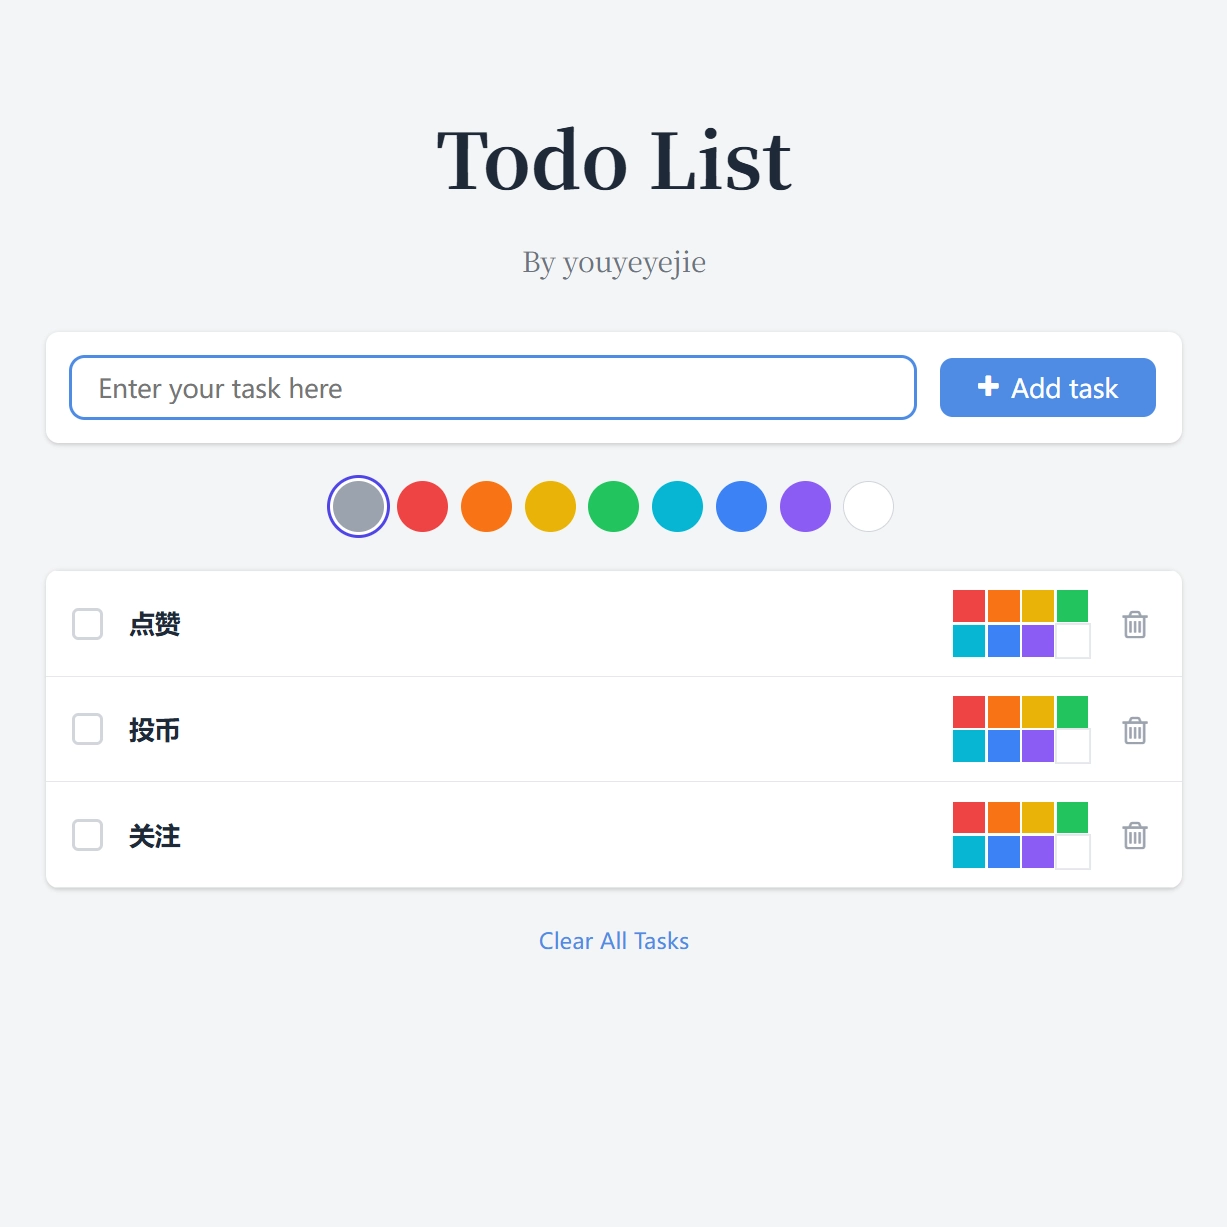 Todo List
By youyeyejie
Enter your task here
Add task
点赞
投币
关注
Clear All Tasks